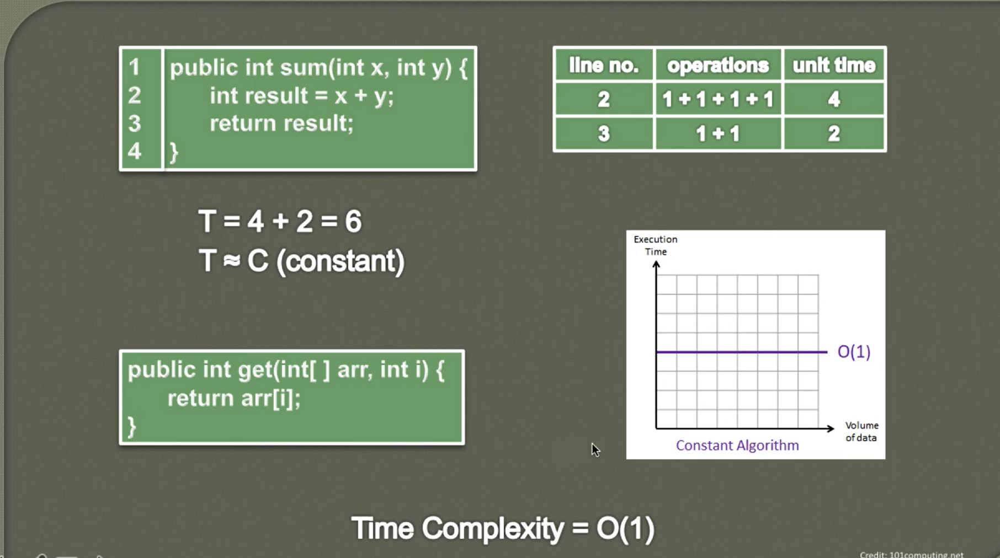 1 public int sum(int x, int y) {
2 int result = x + y;
3 return result;
4 }
line no. operations unit time
2 1 + 1 + 1 + 1 4
3 1 + 1 2
T = 4 + 2 = 6
T ≈ C (constant)
public int get(int[ ] arr, int i) {
return arr[i];
}
Execution
Time
O(1)
Volume
of data
Constant Algorithm
Time Complexity = O(1)
Credit: 101computing.net